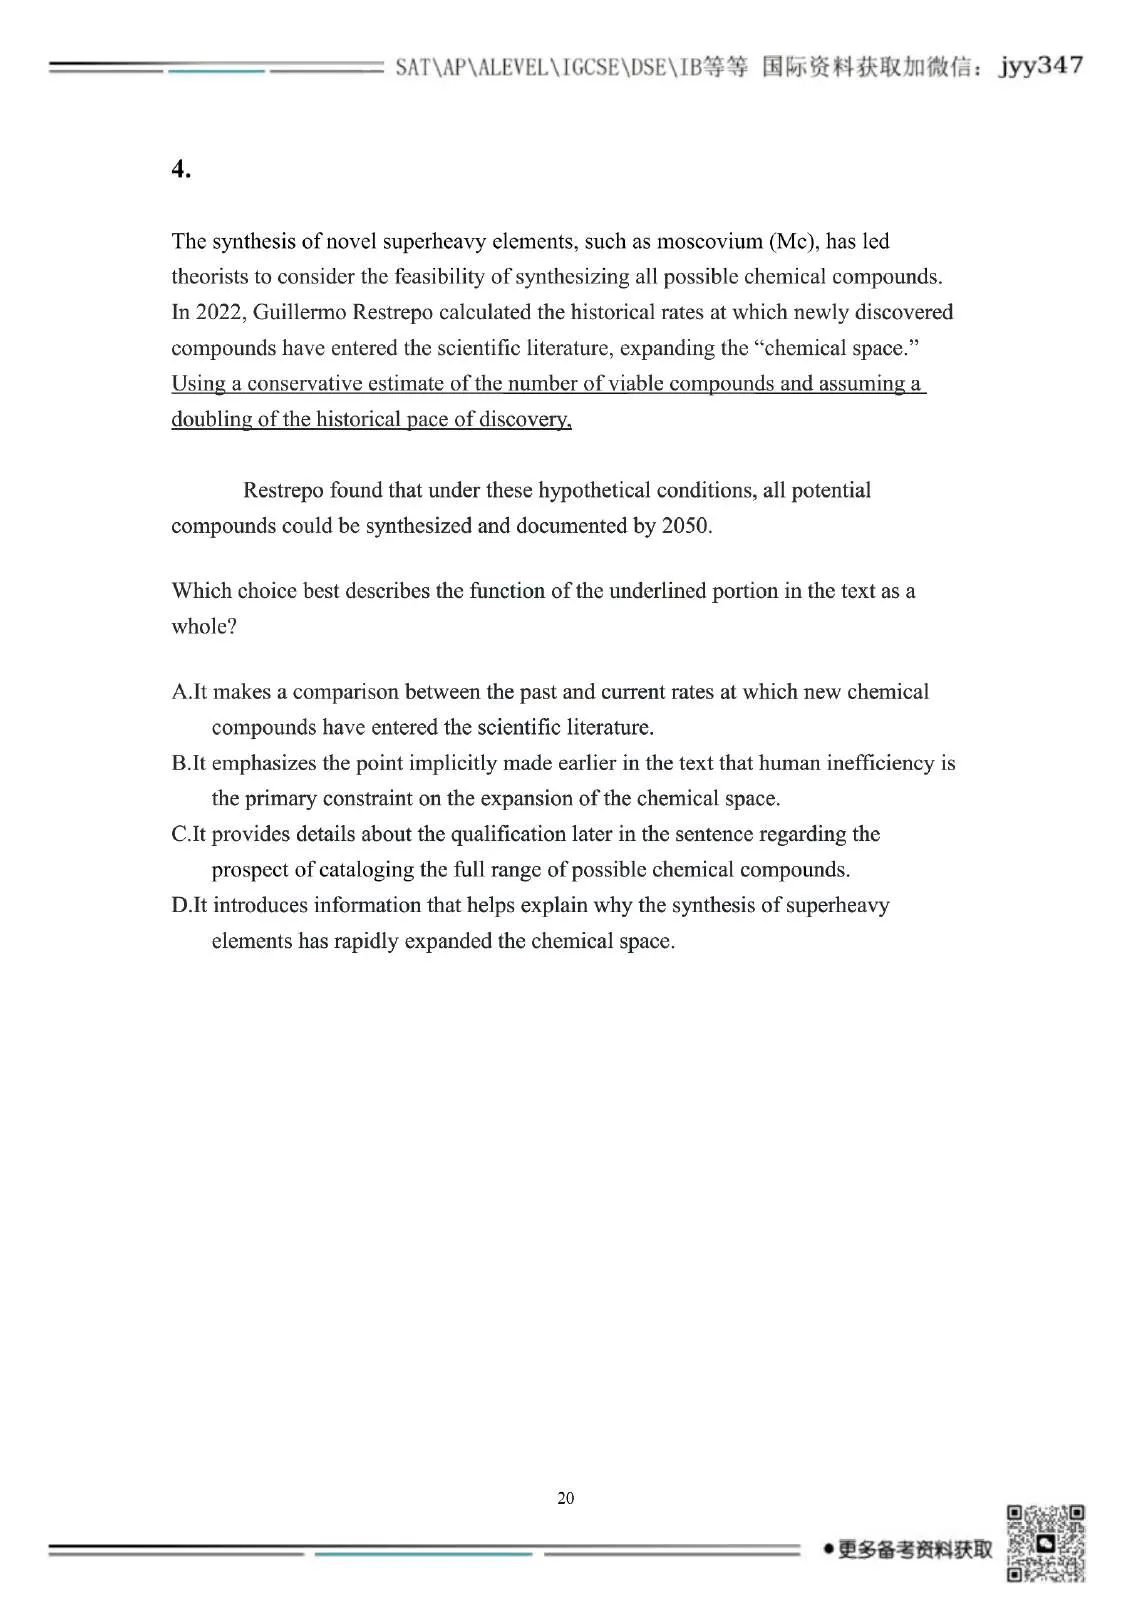 SAT\AP\ALEVEL\IGCSE\DSE\IB等等 国际资料获取加微信：jyy347
4.
The synthesis of novel superheavy elements, such as moscovium (Mc), has led
theorists to consider the feasibility of synthesizing all possible chemical compounds.
In 2022, Guillermo Restrepo calculated the historical rates at which newly discovered
compounds have entered the scientific literature, expanding the “chemical space.”
Using a conservative estimate of the number of viable compounds and assuming a
doubling of the historical pace of discovery,
Restrepo found that under these hypothetical conditions, all potential
compounds could be synthesized and documented by 2050.
Which choice best describes the function of the underlined portion in the text as a
whole?
A.It makes a comparison between the past and current rates at which new chemical
compounds have entered the scientific literature.
B.It emphasizes the point implicitly made earlier in the text that human inefficiency is
the primary constraint on the expansion of the chemical space.
C.It provides details about the qualification later in the sentence regarding the
prospect of cataloging the full range of possible chemical compounds.
D.It introduces information that helps explain why the synthesis of superheavy
elements has rapidly expanded the chemical space.
20
●更多备考资料获取